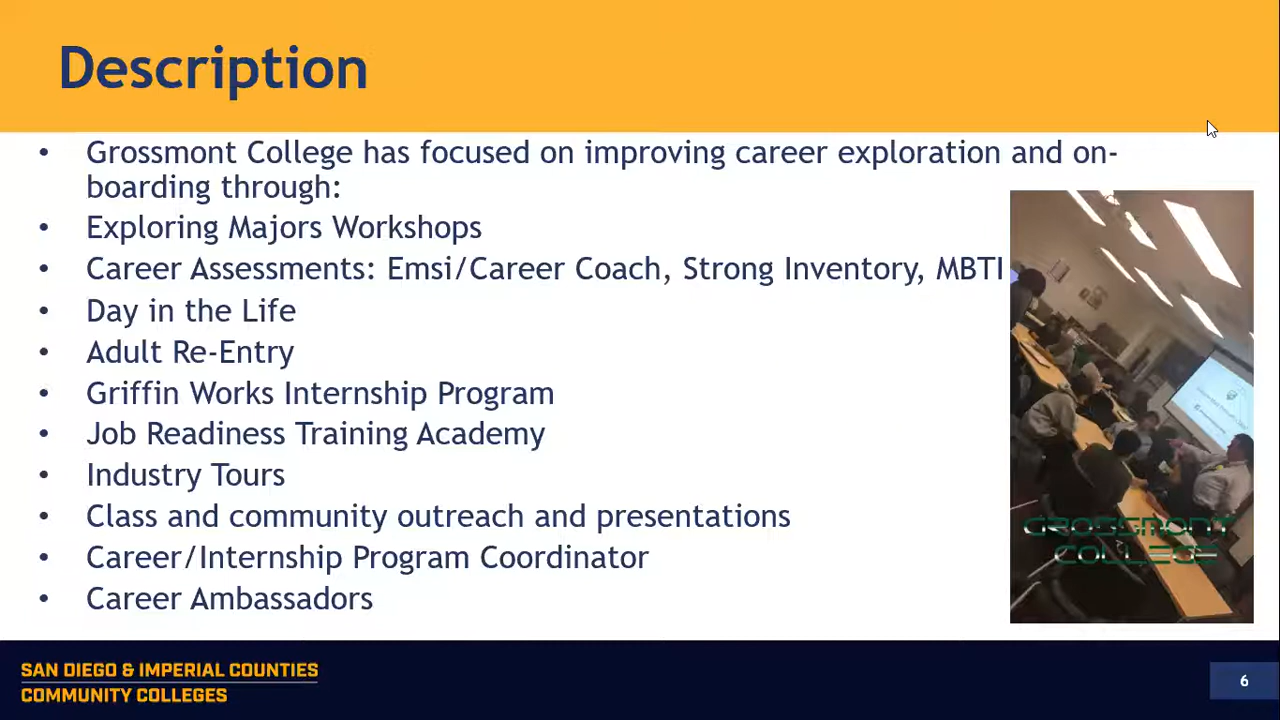 Description
• Grossmont College has focused on improving career exploration and on-
boarding through:
• Exploring Majors Workshops
• Career Assessments: Emsi/Career Coach, Strong Inventory, MBTI
• Day in the Life
• Adult Re-Entry
• Griffin Works Internship Program
• Job Readiness Training Academy
• Industry Tours
• Class and community outreach and presentations
• Career/Internship Program Coordinator
• Career Ambassadors
GROSSMONT
COLLEGE
SAN DIEGO & IMPERIAL COUNTIES
COMMUNITY COLLEGES
6